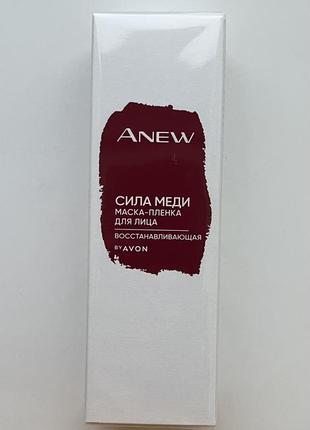 ANEW
СИЛА МЕДИ
МАСКА-ПЛЕНКА
ДЛЯ ЛИЦА
ВОССТАНАВЛИВАЮЩАЯ
BY AVON